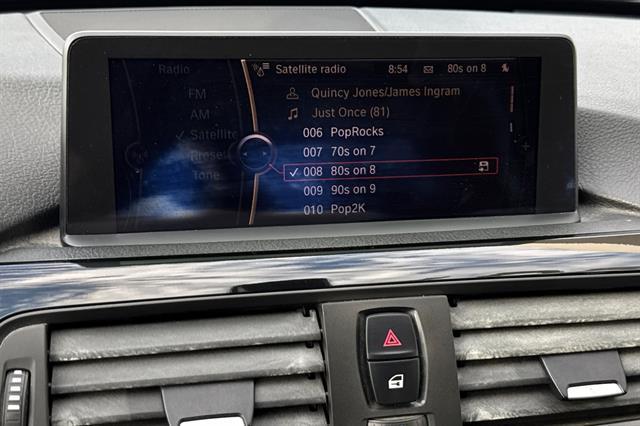 Radio
Satellite radio 8:54 80s on 8
FM
Quincy Jones/James Ingram
AM
Just Once (81)
Satellite
006 PopRocks
Preset
007 70s on 7
Tone
008 80s on 8
009 90s on 9
010 Pop2K